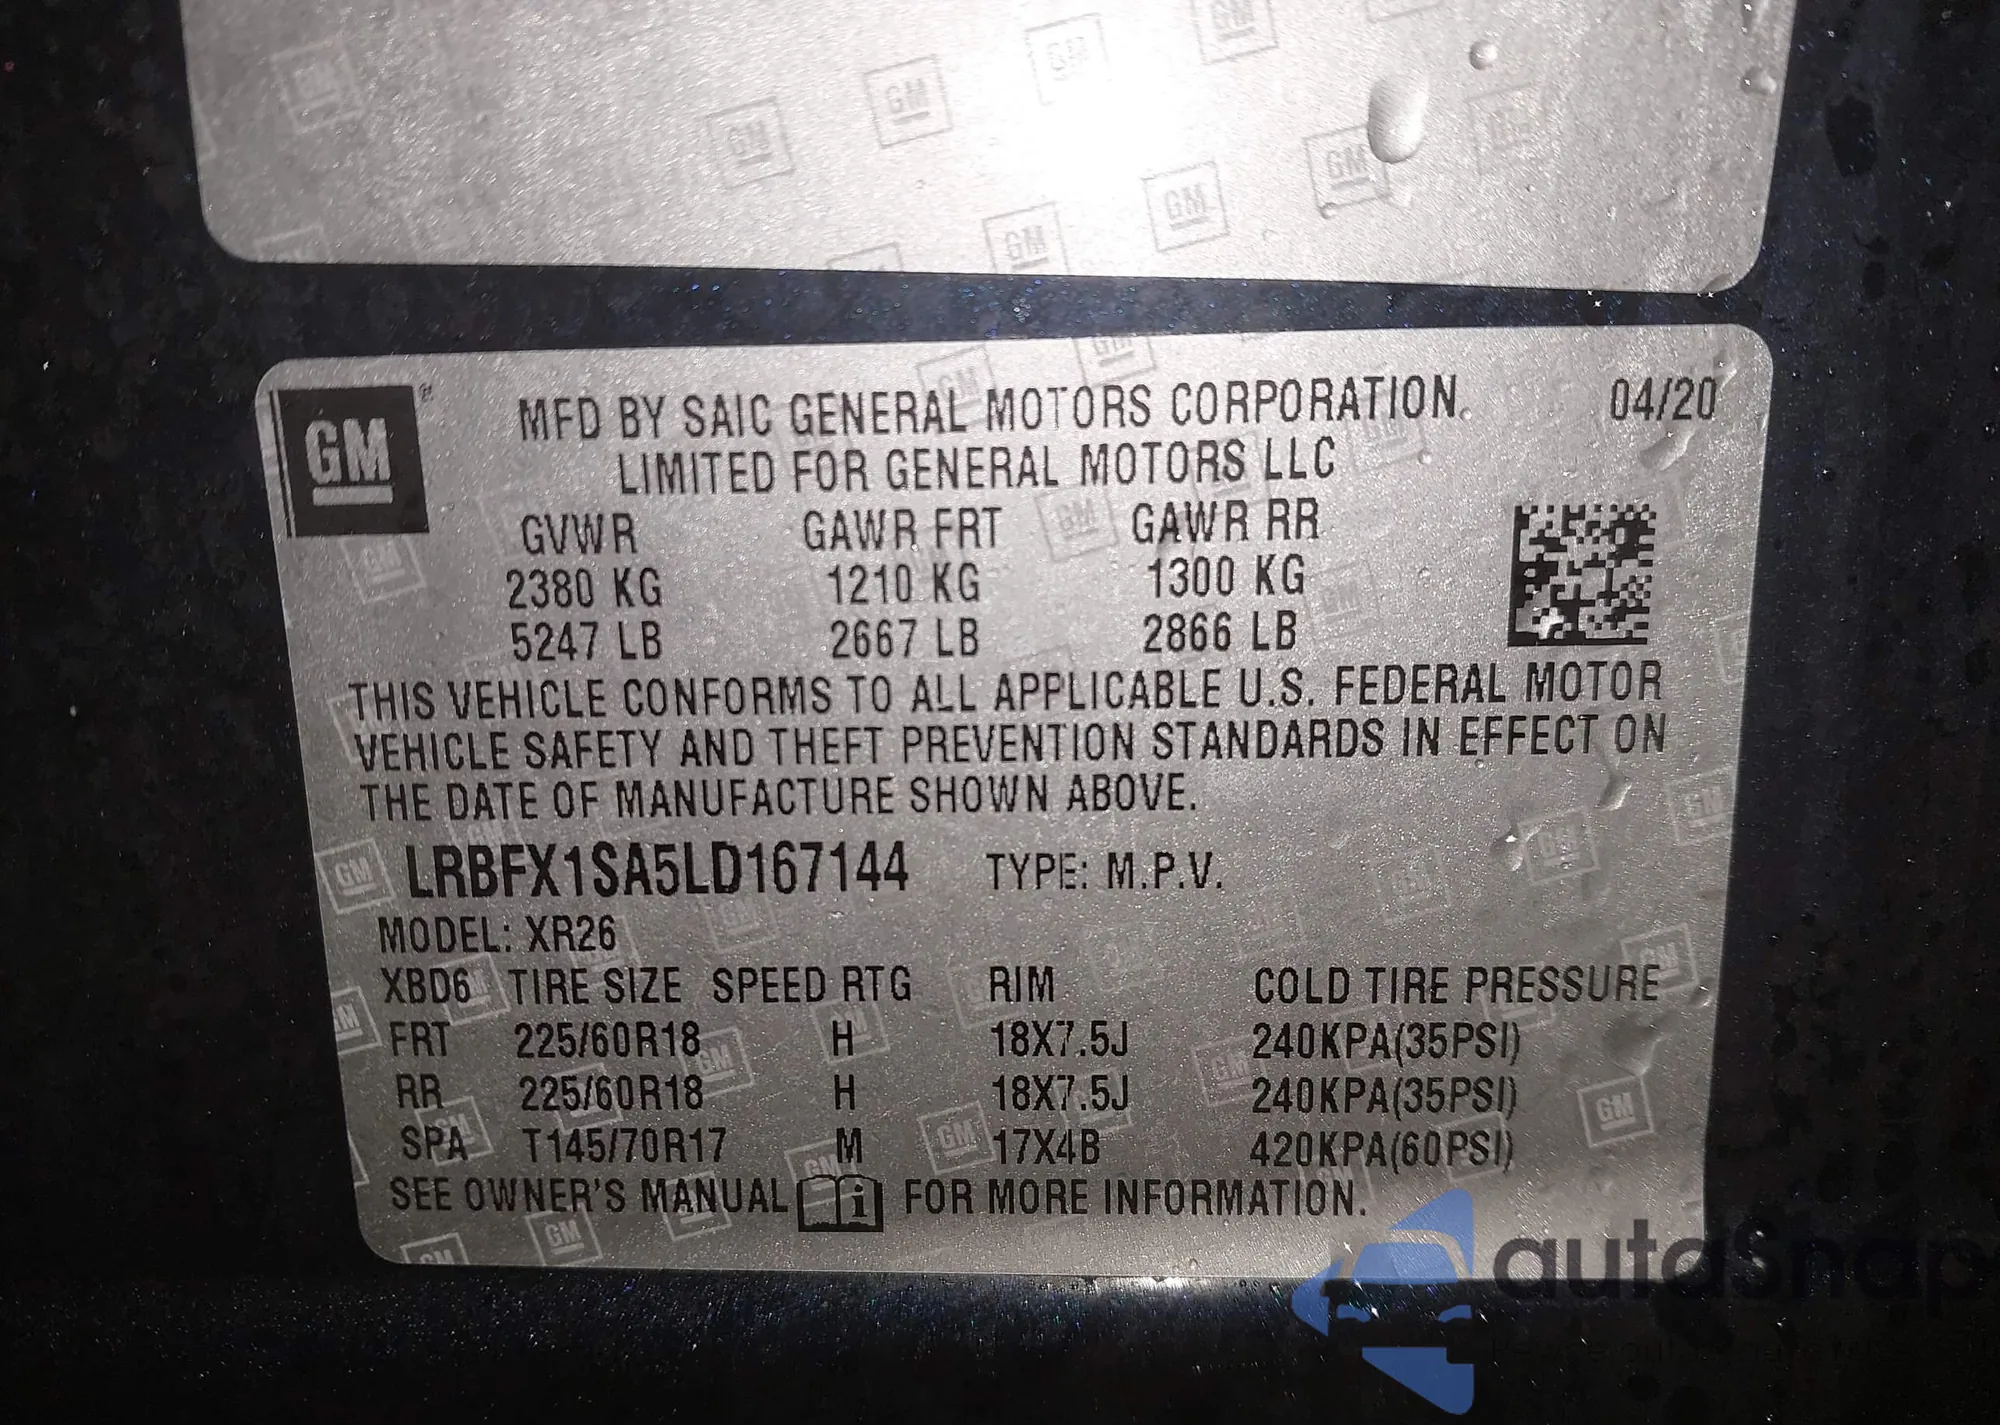 GM
MFD BY SAIC GENERAL MOTORS CORPORATION. 04/20
LIMITED FOR GENERAL MOTORS LLC
GVWR GAWR FRT GAWR RR
2380 KG 1210 KG 1300 KG
5247 LB 2667 LB 2866 LB
THIS VEHICLE CONFORMS TO ALL APPLICABLE U.S. FEDERAL MOTOR
VEHICLE SAFETY AND THEFT PREVENTION STANDARDS IN EFFECT ON
THE DATE OF MANUFACTURE SHOWN ABOVE.
LRBFX1SA5LD167144 TYPE: M.P.V.
MODEL: XR26
XBD6 TIRE SIZE SPEED RTG RIM COLD TIRE PRESSURE
FRT 225/60R18 H 18X7.5J 240KPA(35PSI)
RR 225/60R18 H 18X7.5J 240KPA(35PSI)
SPA T145/70R17 M 17X4B 420KPA(60PSI)
SEE OWNER'S MANUAL i FOR MORE INFORMATION.
autasnap